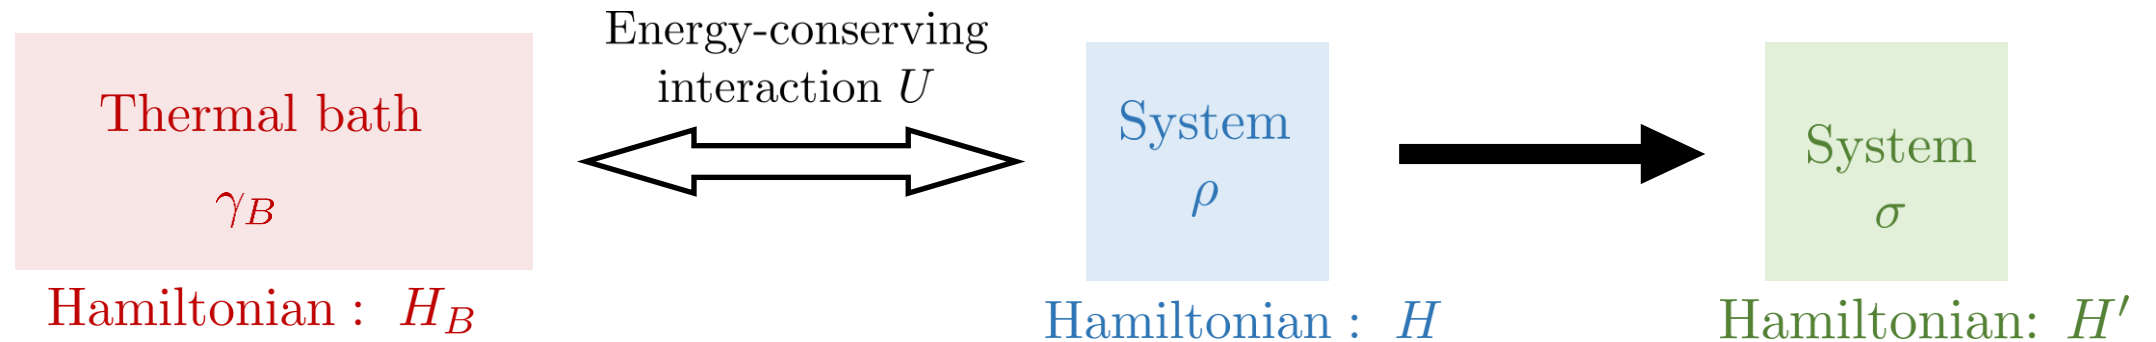 Energy-conserving
interaction U
Thermal bath
γ_B
Hamiltonian : H_B
System
ρ
Hamiltonian : H
System
σ
Hamiltonian: H′